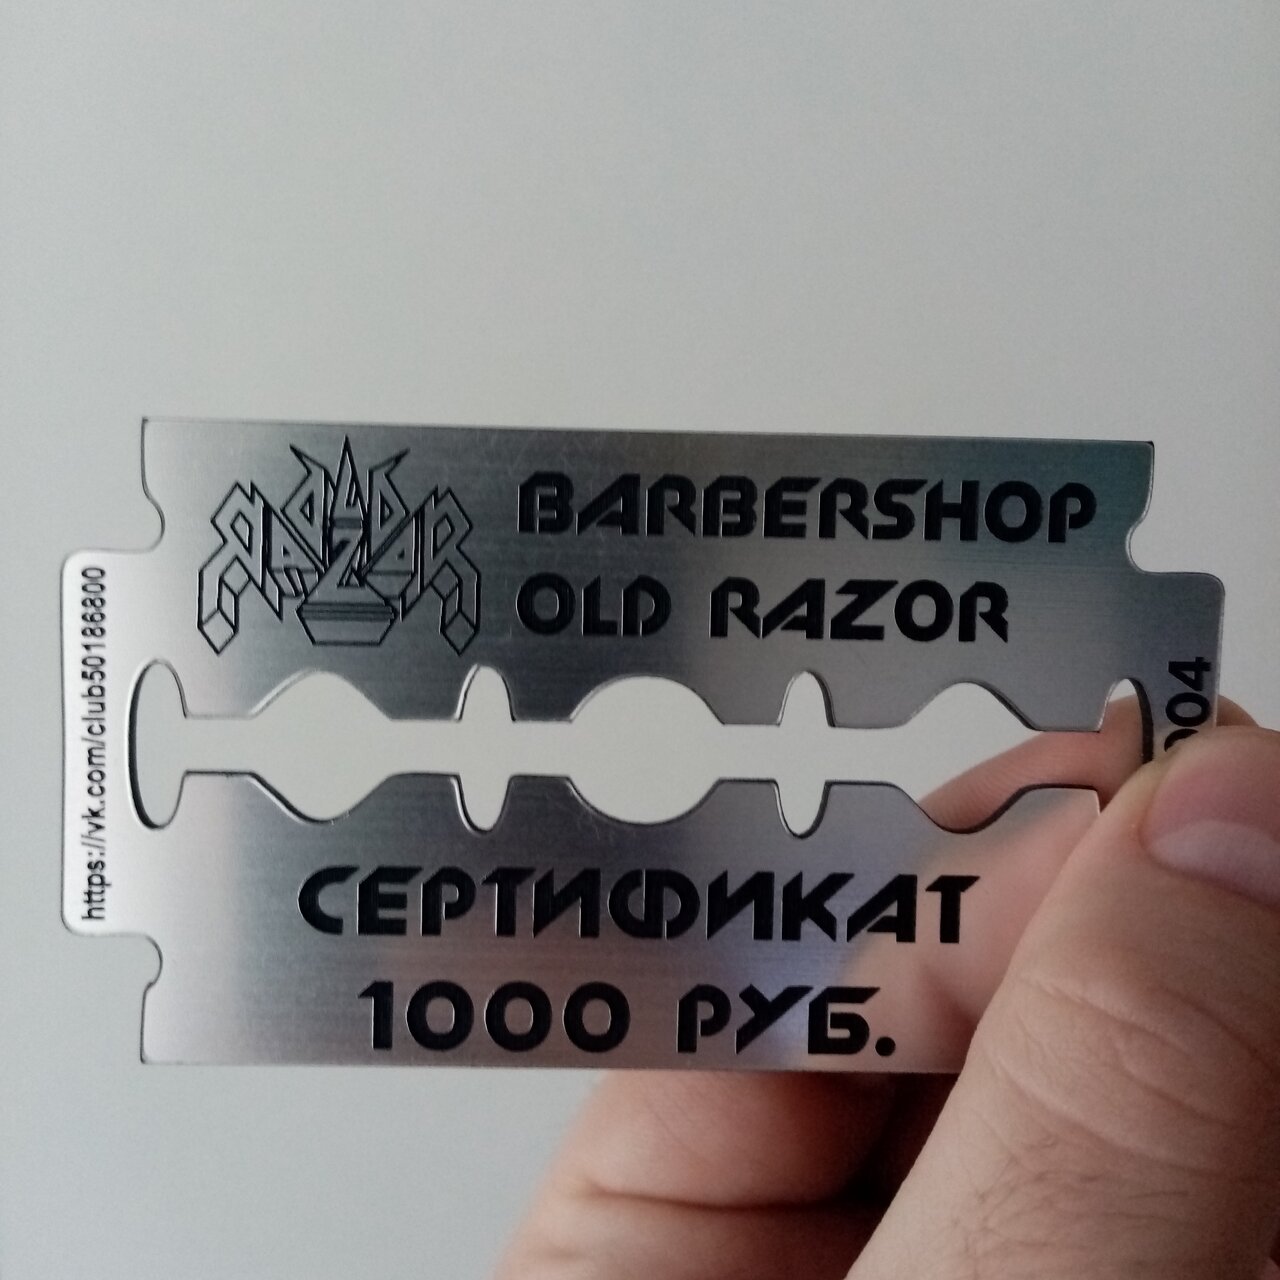 BARBERSHOP
OLD RAZOR
https://vk.com/club50186800
СЕРТИФИКАТ
1000 РУБ.